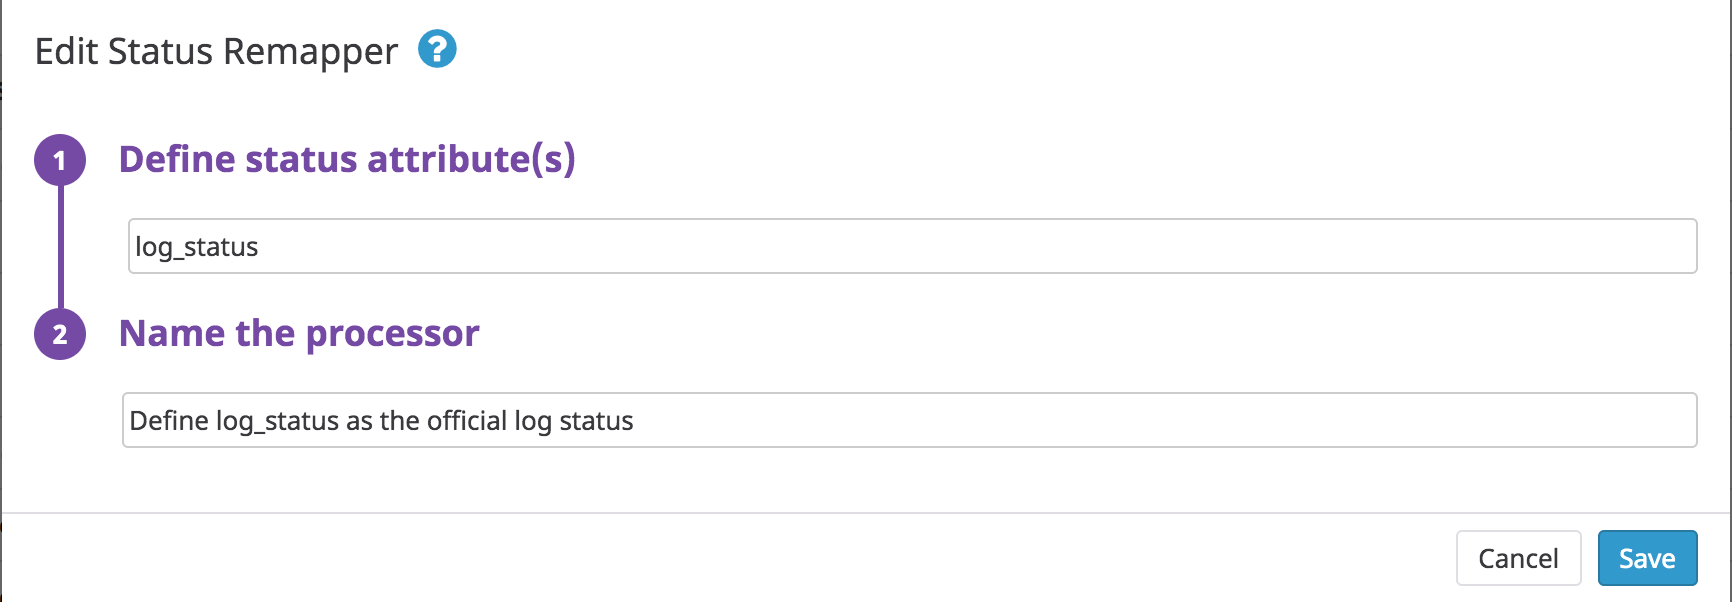 Edit Status Remapper ?
1 Define status attribute(s)
log_status
2 Name the processor
Define log_status as the official log status
Cancel Save